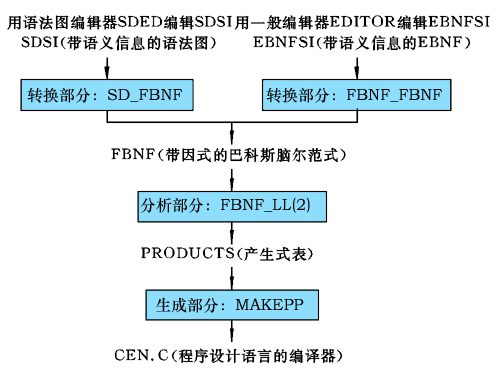 用语法图编辑器SDED编辑SDSI 用一般编辑器EDITOR编辑EBNFSI
SDSI(带语义信息的语法图) EBNFSI(带语义信息的EBNF)
转换部分: SD_FBNF 转换部分: FBNF_FBNF
FBNF(带因式的巴科斯脑尔范式)
分析部分: FBNF_LL(2)
PRODUCTS(产生式表)
生成部分: MAKEPP
CEN.C(程序设计语言的编译器)